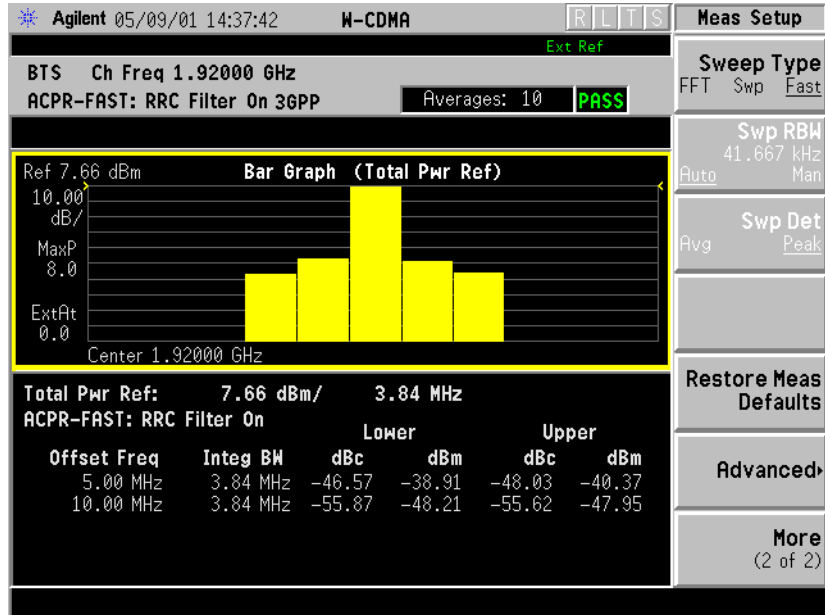 Agilent 05/09/01 14:37:42 W-CDMA R L T S Meas Setup
Ext Ref
BTS Ch Freq 1.92000 GHz
ACPR-FAST: RRC Filter On 3GPP Averages: 10 PASS
Ref 7.66 dBm Bar Graph (Total Pwr Ref)
10.00
dB/
MaxP
8.0
ExtAt
0.0
Center 1.92000 GHz
Total Pwr Ref: 7.66 dBm/ 3.84 MHz
ACPR-FAST: RRC Filter On
Lower Upper
Offset Freq Integ BW dBc dBm dBc dBm
5.00 MHz 3.84 MHz -46.57 -38.91 -48.03 -40.37
10.00 MHz 3.84 MHz -55.87 -48.21 -55.62 -47.95
Sweep Type
FFT Swp Fast
Swp RBW
41.667 kHz
Auto Man
Swp Det
Avg Peak
Restore Meas
Defaults
Advanced
More
(2 of 2)